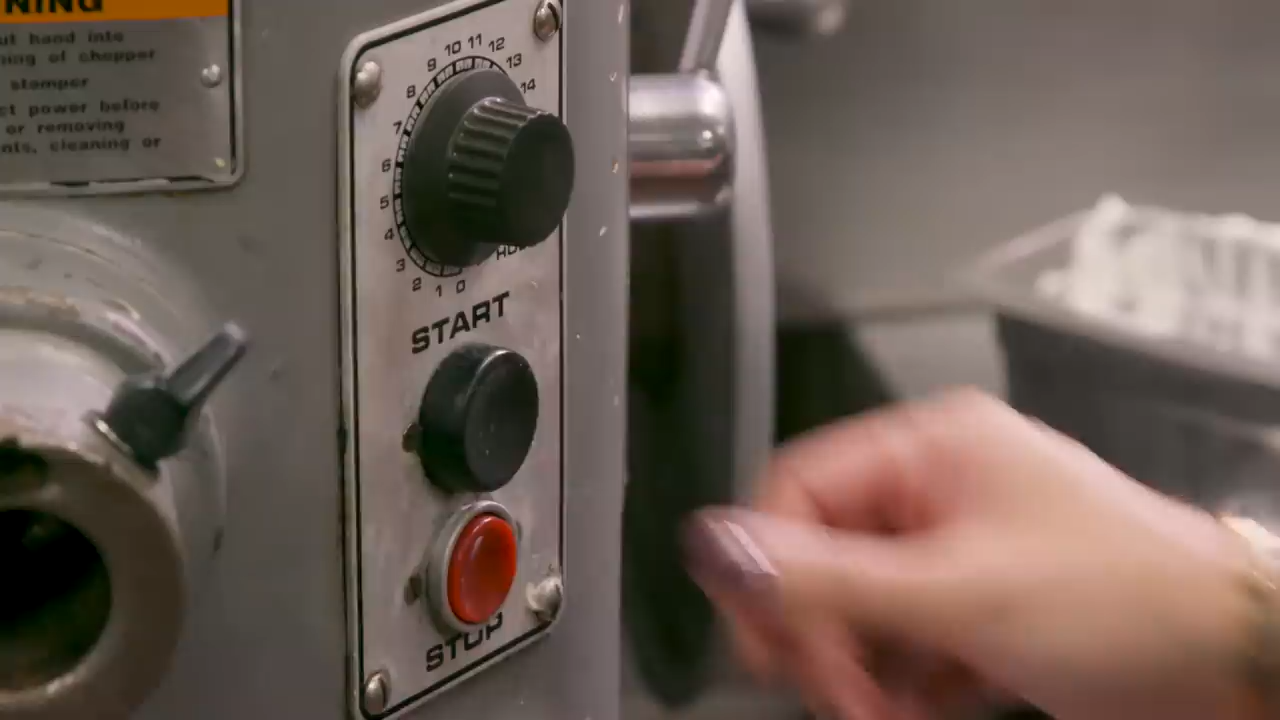 NING
ut hand into
ning of chopper
stomper
ct power before
or removing
nts, cleaning or
9 10 11 12 13
8 14
7
6
5
4
3
2 1 0
START
STOP